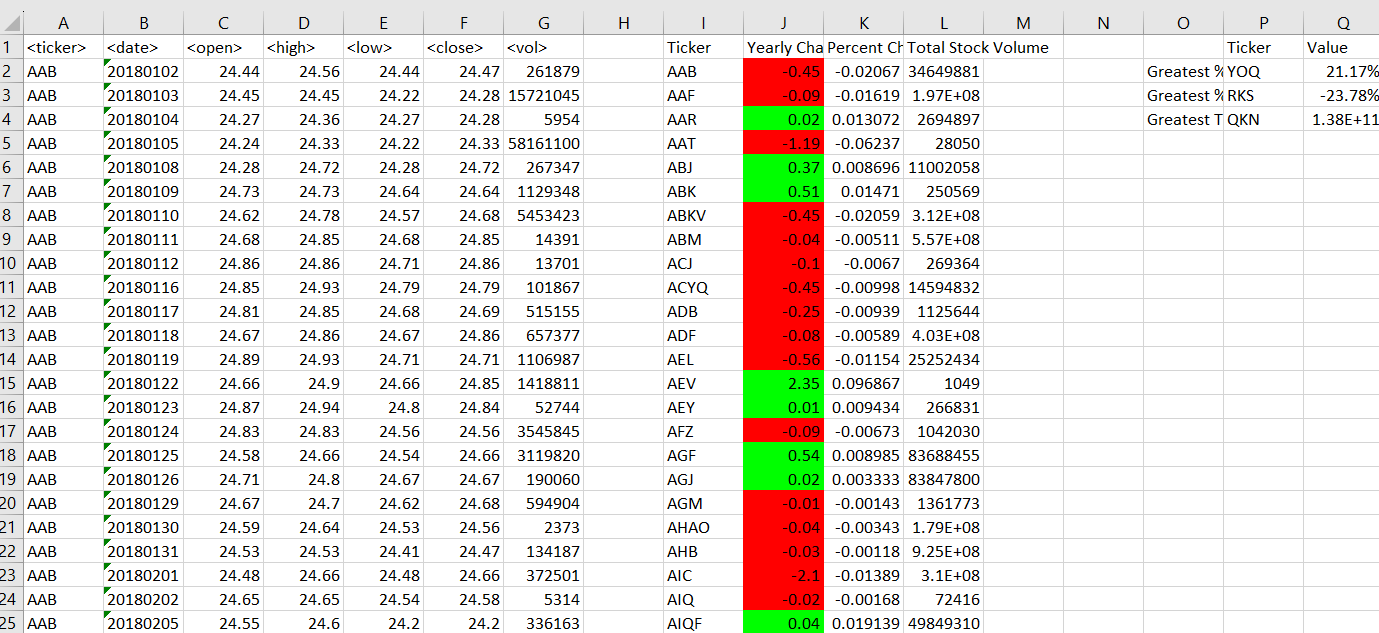 A B C D E F G H I J K L M N O P Q
1 <ticker> <date> <open> <high> <low> <close> <vol> Ticker Yearly Cha Percent Ch Total Stock Volume Ticker Value
2 AAB 20180102 24.44 24.56 24.44 24.47 261879 AAB -0.45 -0.02067 34649881 Greatest % YOQ 21.17%
3 AAB 20180103 24.45 24.45 24.22 24.28 15721045 AAF -0.09 -0.01619 1.97E+08 Greatest % RKS -23.78%
4 AAB 20180104 24.27 24.36 24.27 24.28 5954 AAR 0.02 0.013072 2694897 Greatest T QKN 1.38E+11
5 AAB 20180105 24.24 24.33 24.22 24.33 58161100 AAT -1.19 -0.06237 28050
6 AAB 20180108 24.28 24.72 24.28 24.72 267347 ABJ 0.37 0.008696 11002058
7 AAB 20180109 24.73 24.73 24.64 24.64 1129348 ABK 0.51 0.01471 250569
8 AAB 20180110 24.62 24.78 24.57 24.68 5453423 ABKV -0.45 -0.02059 3.12E+08
9 AAB 20180111 24.68 24.85 24.68 24.85 14391 ABM -0.04 -0.00511 5.57E+08
10 AAB 20180112 24.86 24.86 24.71 24.86 13701 ACJ -0.1 -0.0067 269364
11 AAB 20180116 24.85 24.93 24.79 24.79 101867 ACYQ -0.45 -0.00998 14594832
12 AAB 20180117 24.81 24.85 24.68 24.69 515155 ADB -0.25 -0.00939 1125644
13 AAB 20180118 24.67 24.86 24.67 24.86 657377 ADF -0.08 -0.00589 4.03E+08
14 AAB 20180119 24.89 24.93 24.71 24.71 1106987 AEL -0.56 -0.01154 25252434
15 AAB 20180122 24.66 24.9 24.66 24.85 1418811 AEV 2.35 0.096867 1049
16 AAB 20180123 24.87 24.94 24.8 24.84 52744 AEY 0.01 0.009434 266831
17 AAB 20180124 24.83 24.83 24.56 24.56 3545845 AFZ -0.09 -0.00673 1042030
18 AAB 20180125 24.58 24.66 24.54 24.66 3119820 AGF 0.54 0.008985 83688455
19 AAB 20180126 24.71 24.8 24.67 24.67 190060 AGJ 0.02 0.003333 83847800
20 AAB 20180129 24.67 24.7 24.62 24.68 594904 AGM -0.01 -0.00143 1361773
21 AAB 20180130 24.59 24.64 24.53 24.56 2373 AHAO -0.04 -0.00343 1.79E+08
22 AAB 20180131 24.53 24.53 24.41 24.47 134187 AHB -0.03 -0.00118 9.25E+08
23 AAB 20180201 24.48 24.66 24.48 24.66 372501 AIC -2.1 -0.01389 3.1E+08
24 AAB 20180202 24.65 24.65 24.54 24.58 5314 AIQ -0.02 -0.00168 72416
25 AAB 20180205 24.55 24.6 24.2 24.2 336163 AIQF 0.04 0.019139 49849310